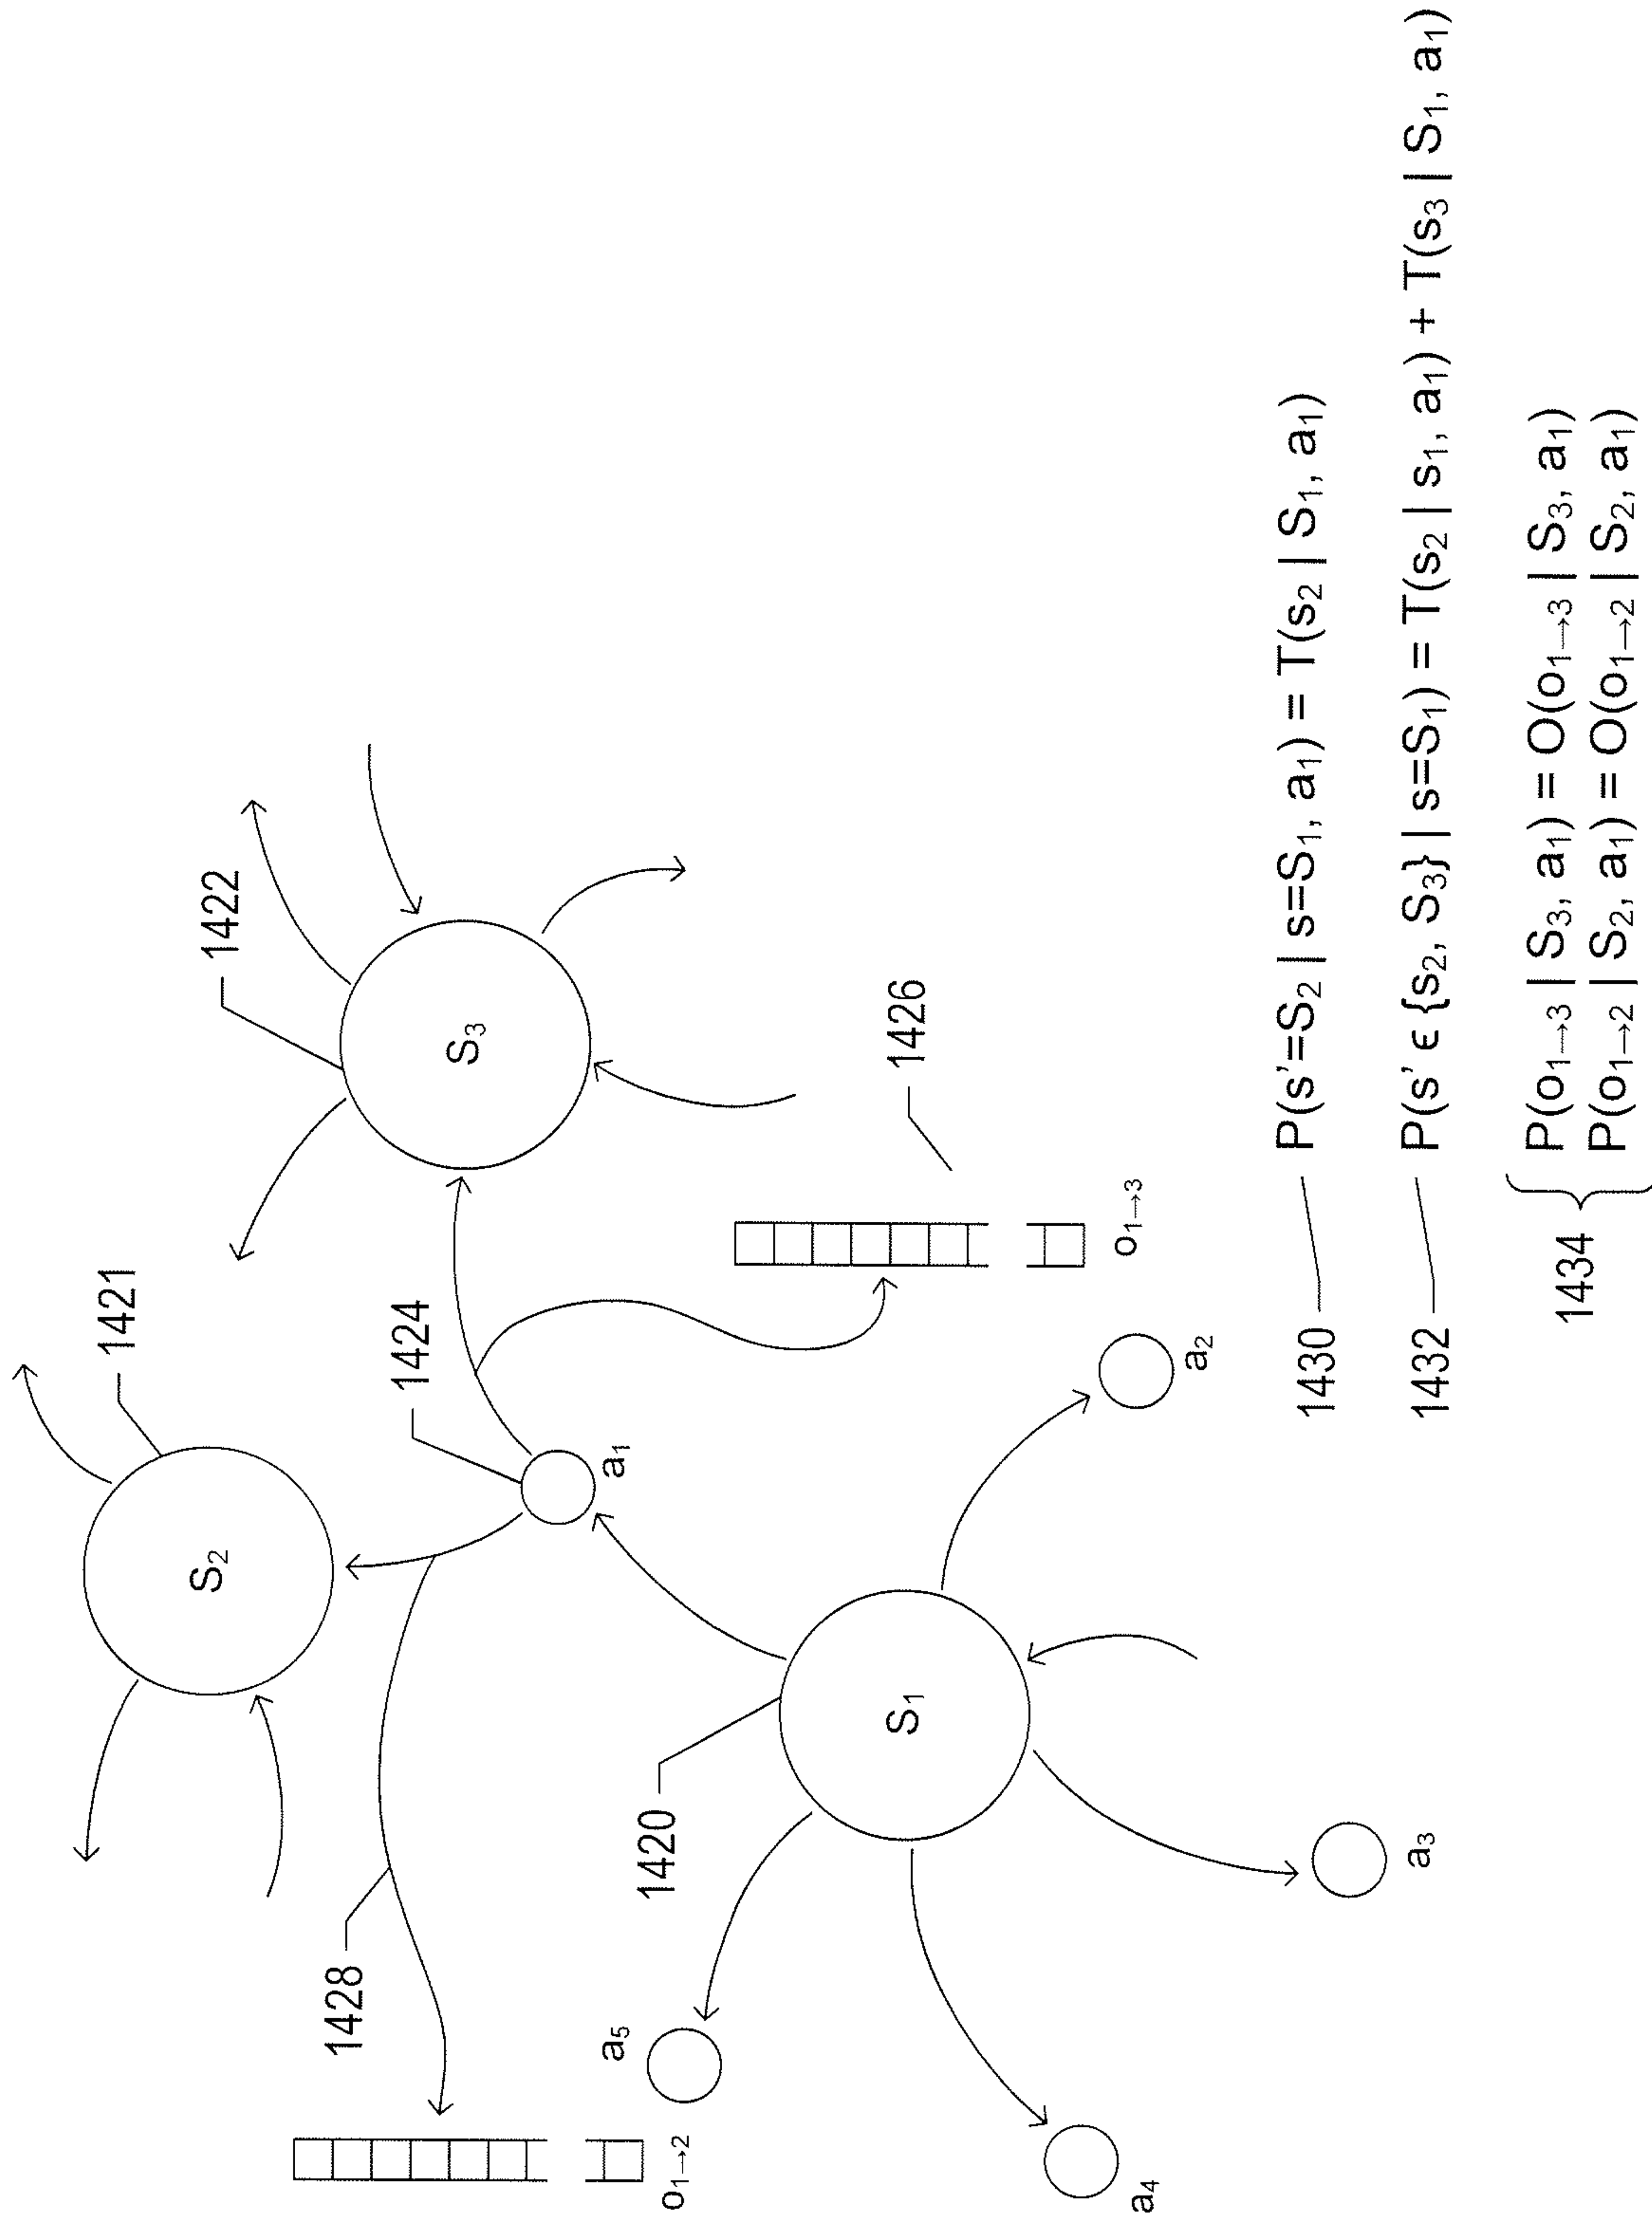 1421
S₂
1422
1428
1424
S₃
a₅
a₁
1420
o₁→₂
S₁
1426
o₁→₃
a₄
a₂
a₃
1430 P(s'=S₂ | s=S₁, a₁) = T(s₂ | S₁, a₁)
1432 P(s' ϵ {s₂, S₃} | s=S₁) = T(s₂ | s₁, a₁) + T(s₃ | S₁, a₁)
1434
P(o₁→₃ | S₃, a₁) = O(o₁→₃ | S₃, a₁)
P(o₁→₂ | S₂, a₁) = O(o₁→₂ | S₂, a₁)